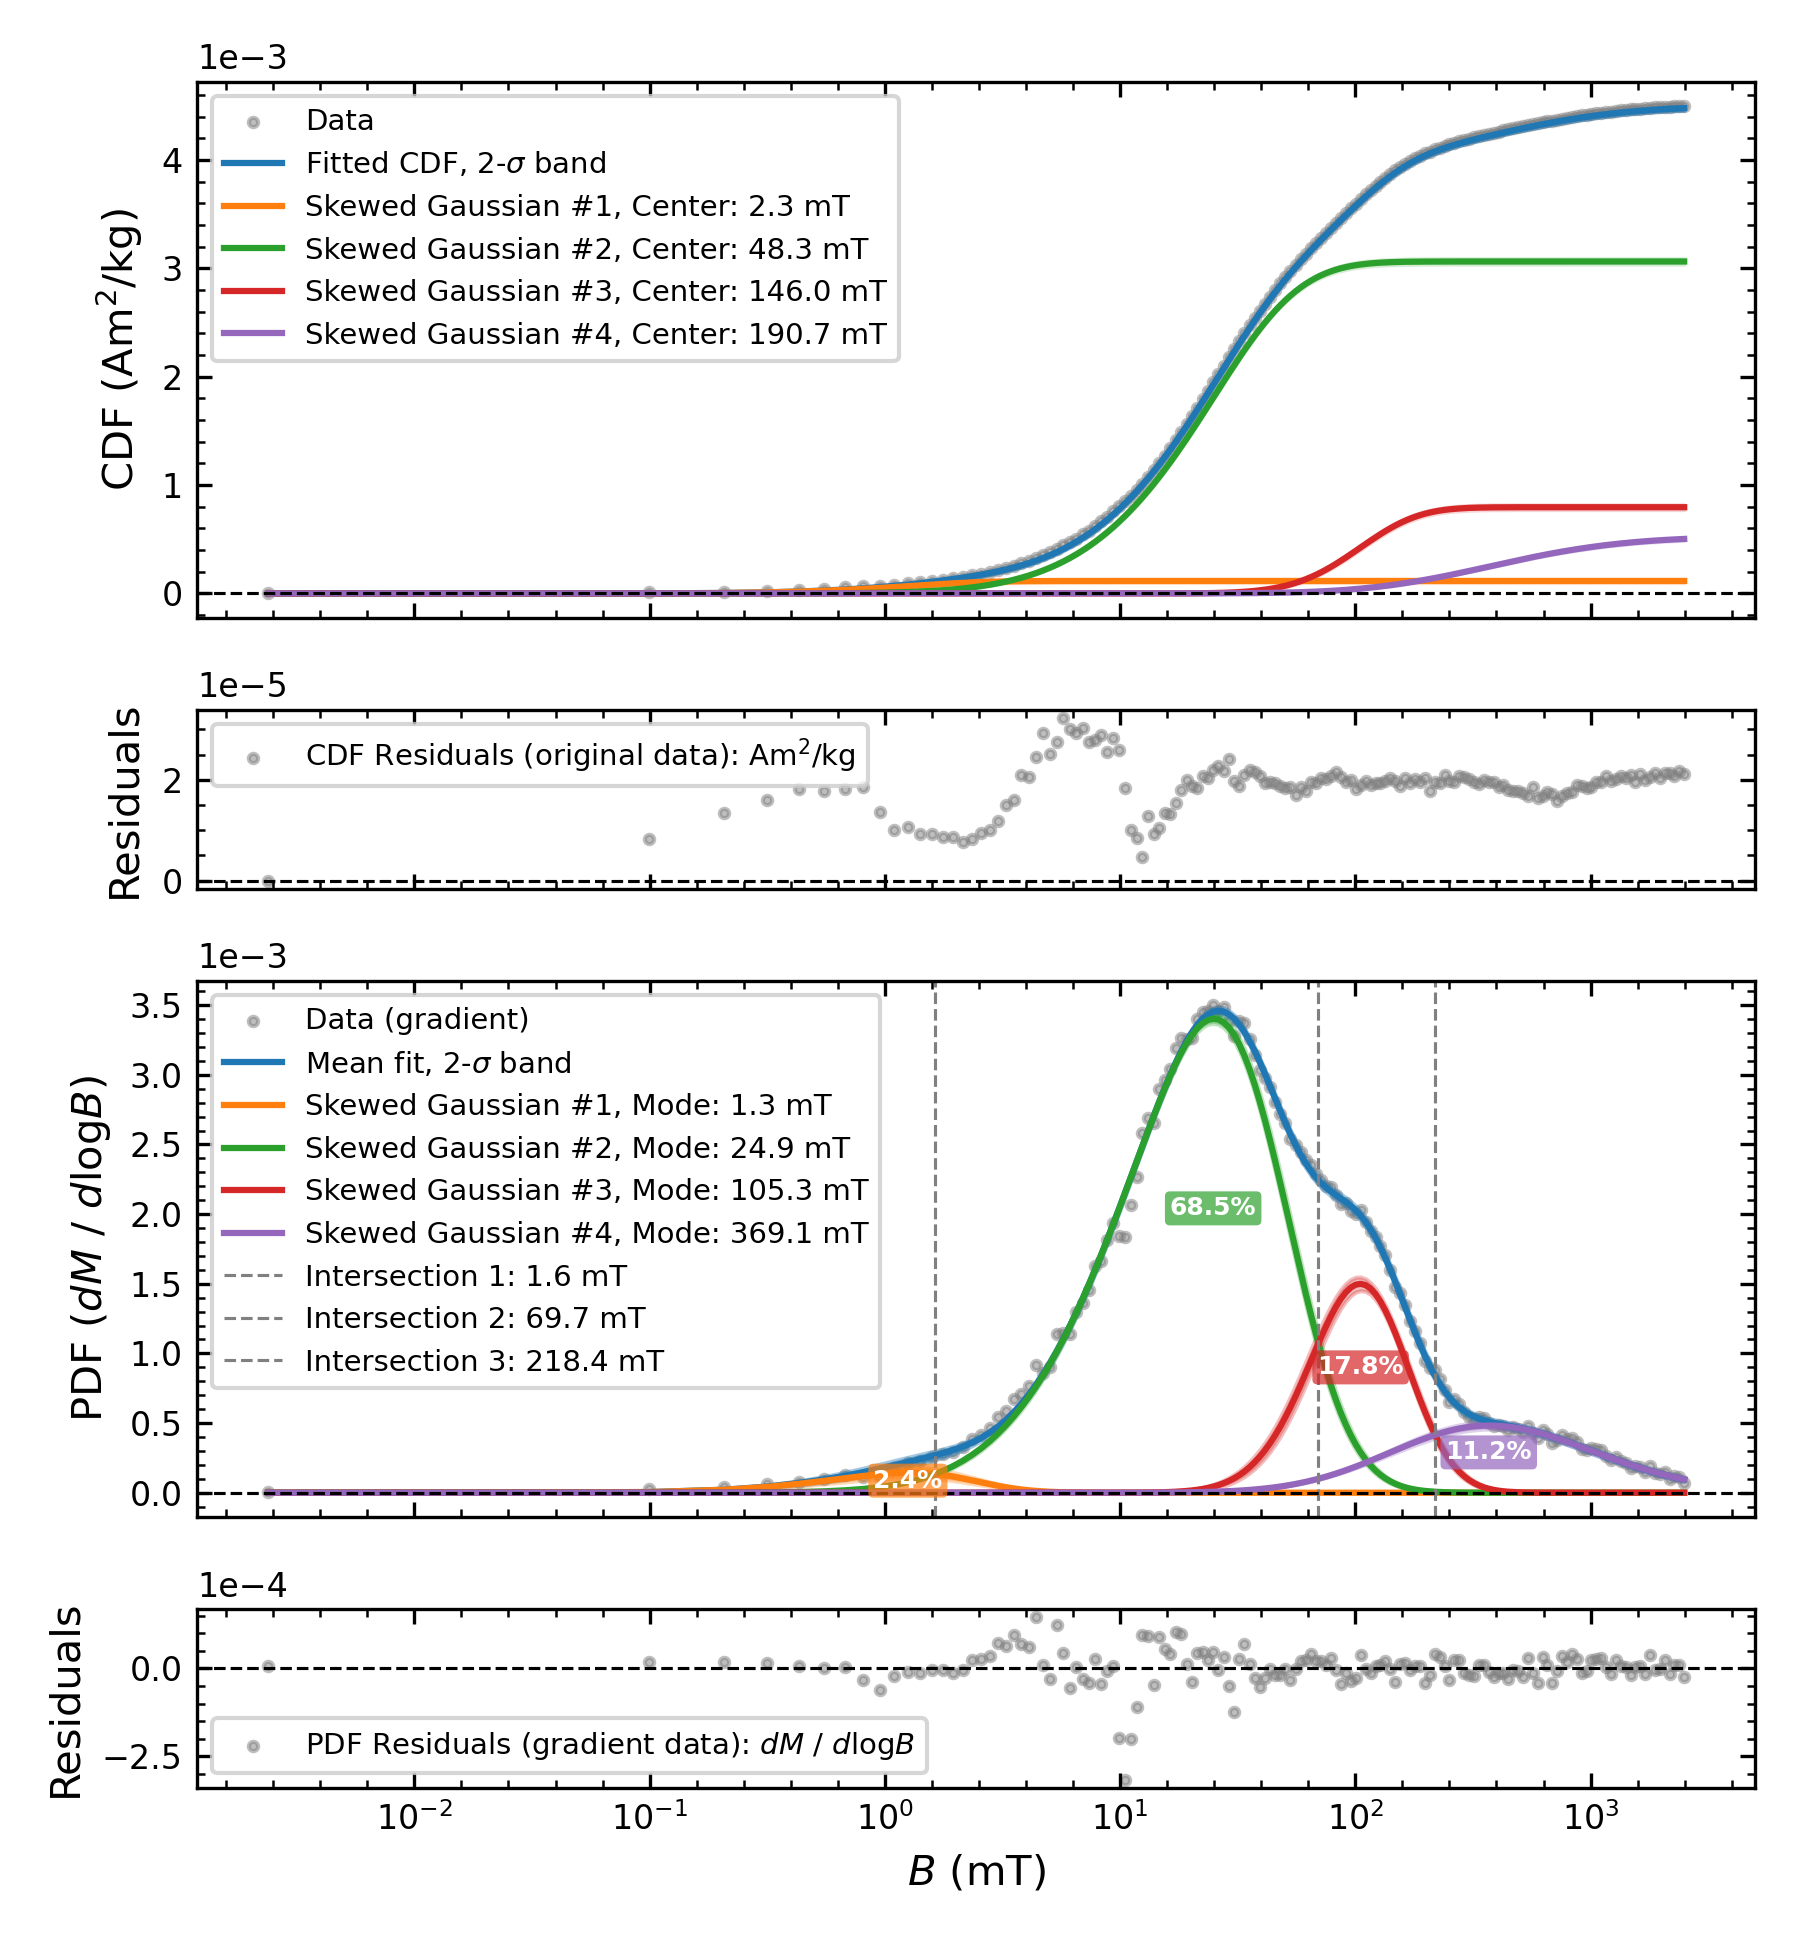 1e−3
Data
Fitted CDF, 2-σ band
Skewed Gaussian #1, Center: 2.3 mT
Skewed Gaussian #2, Center: 48.3 mT
Skewed Gaussian #3, Center: 146.0 mT
Skewed Gaussian #4, Center: 190.7 mT
CDF (Am²/kg)
4
3
2
1
0
1e−5
CDF Residuals (original data): Am²/kg
Residuals
2
0
1e−3
Data (gradient)
Mean fit, 2-σ band
Skewed Gaussian #1, Mode: 1.3 mT
Skewed Gaussian #2, Mode: 24.9 mT
Skewed Gaussian #3, Mode: 105.3 mT
Skewed Gaussian #4, Mode: 369.1 mT
Intersection 1: 1.6 mT
Intersection 2: 69.7 mT
Intersection 3: 218.4 mT
PDF (dM / dlogB)
3.5
3.0
2.5
2.0
1.5
1.0
0.5
0.0
68.5%
17.8%
11.2%
2.4%
1e−4
Residuals
0.0
−2.5
PDF Residuals (gradient data): dM / dlogB
10⁻² 10⁻¹ 10⁰ 10¹ 10² 10³
B (mT)